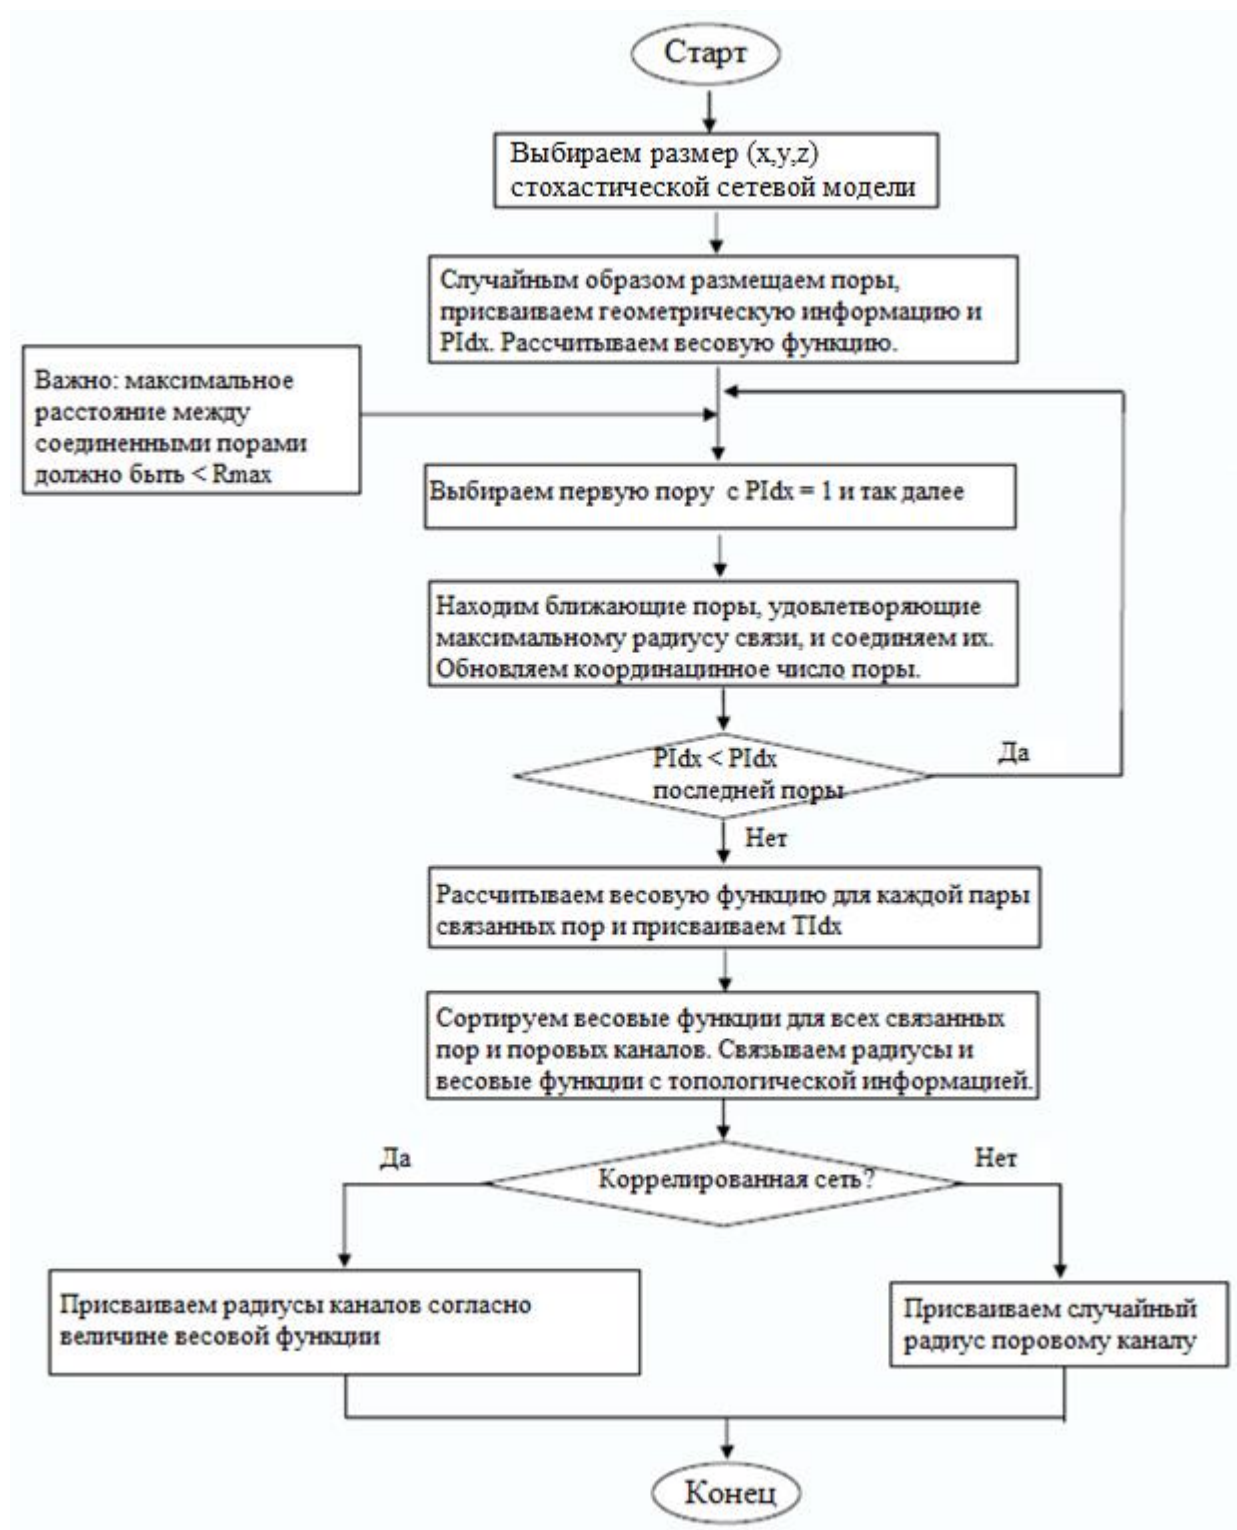 Старт
Выбираем размер (x,y,z)
стохастической сетевой модели
Случайным образом размещаем поры,
присваиваем геометрическую информацию и
PIdx. Рассчитываем весовую функцию.
Важно: максимальное
расстояние между
соединенными порами
должно быть < Rmax
Выбираем первую пору с PIdx = 1 и так далее
Находим ближающие поры, удовлетворяющие
максимальному радиусу связи, и соединяем их.
Обновляем координацинное число поры.
PIdx < PIdx
последней поры
Да
Нет
Рассчитываем весовую функцию для каждой пары
связанных пор и присваиваем TIdx
Сортируем весовые функции для всех связанных
пор и поровых каналов. Связываем радиусы и
весовые функции с топологической информацией.
Да
Коррелированная сеть?
Нет
Присваиваем радиусы каналов согласно
величине весовой функции
Присваиваем случайный
радиус поровому каналу
Конец